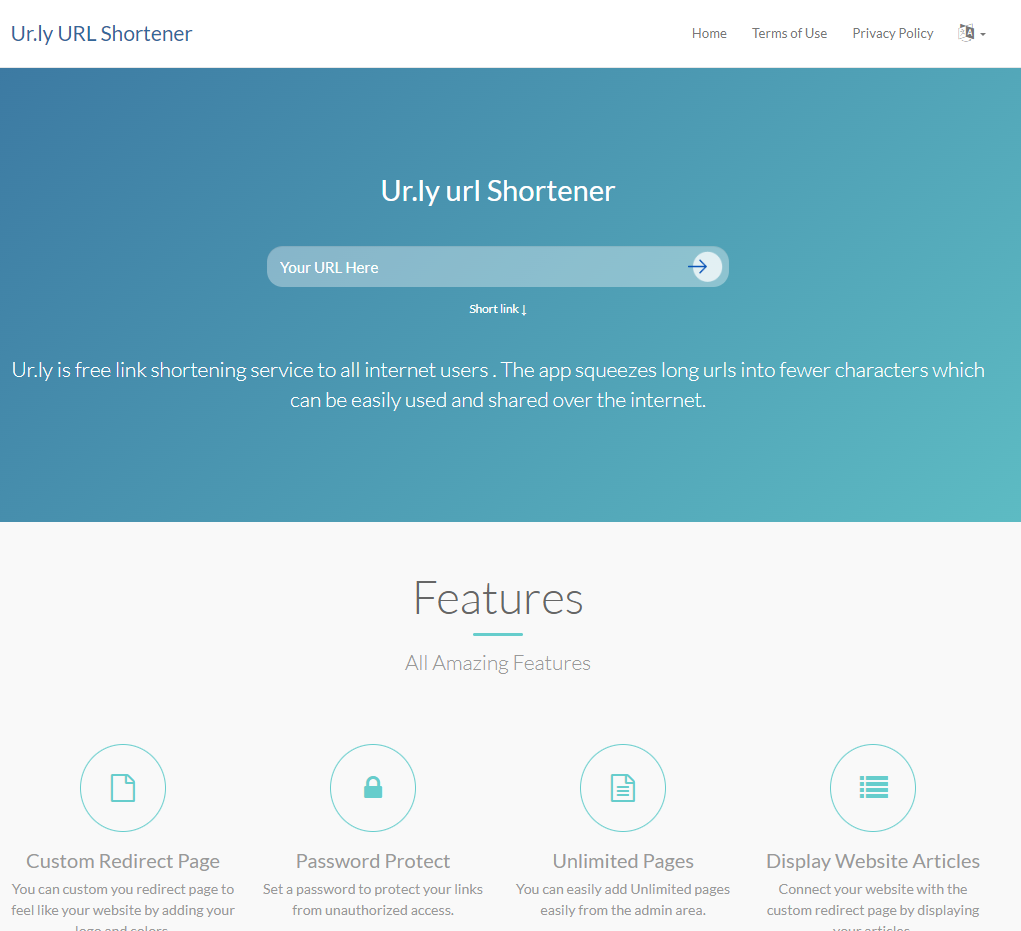 Ur.ly URL Shortener
Home
Terms of Use
Privacy Policy
Ur.ly url Shortener
Your URL Here
Short link
Ur.ly is free link shortening service to all internet users . The app squeezes long urls into fewer characters which
can be easily used and shared over the internet.
Features
All Amazing Features
Custom Redirect Page
You can custom you redirect page to
feel like your website by adding your
logo and colors.
Password Protect
Set a password to protect your links
from unauthorized access.
Unlimited Pages
You can easily add Unlimited pages
easily from the admin area.
Display Website Articles
Connect your website with the
custom redirect page by displaying
your articles.